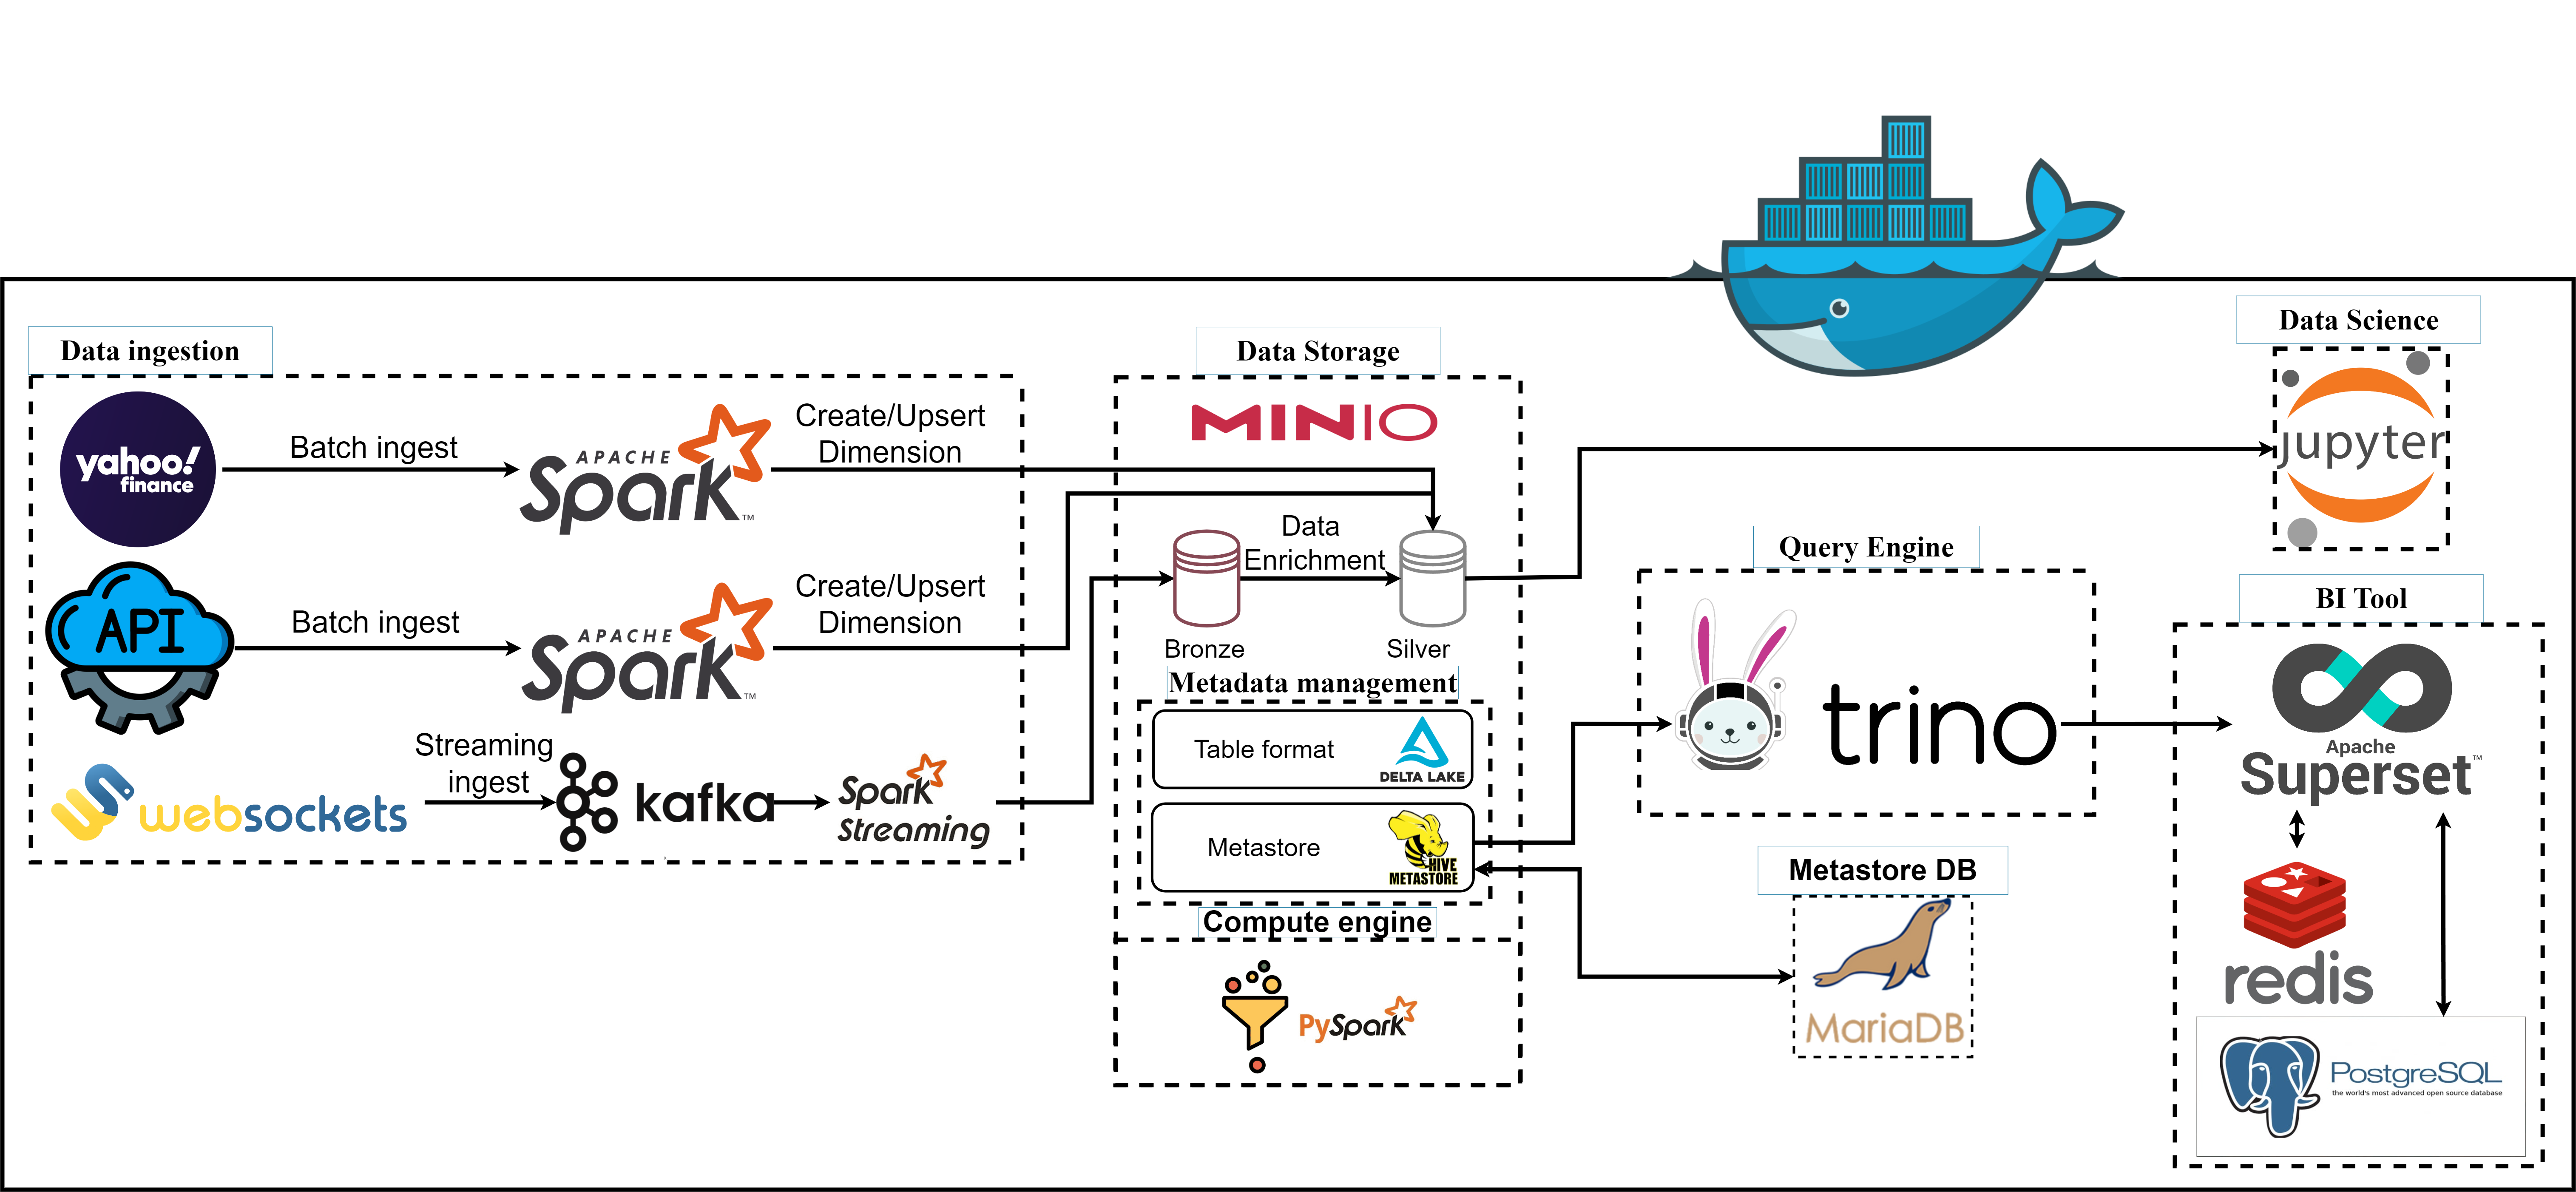 Data ingestion
yahoo!
finance
Batch ingest
APACHE
Spark™
Create/Upsert
Dimension
API
Batch ingest
APACHE
Spark™
Create/Upsert
Dimension
websockets
Streaming
ingest
kafka
Spark
Streaming
Data Storage
MINIO
Data
Enrichment
Bronze
Silver
Metadata management
Table format
DELTA LAKE
Metastore
HIVE
METASTORE
Compute engine
PySpark
Query Engine
trino
Metastore DB
MariaDB
Data Science
jupyter
BI Tool
Apache
Superset™
redis
PostgreSQL
the world's most advanced open source database